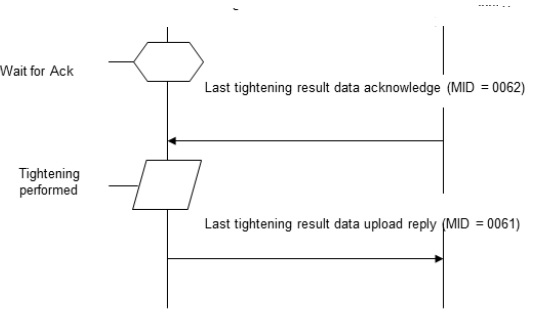 Wait for Ack
Last tightening result data acknowledge (MID = 0062)
Tightening
performed
Last tightening result data upload reply (MID = 0061)